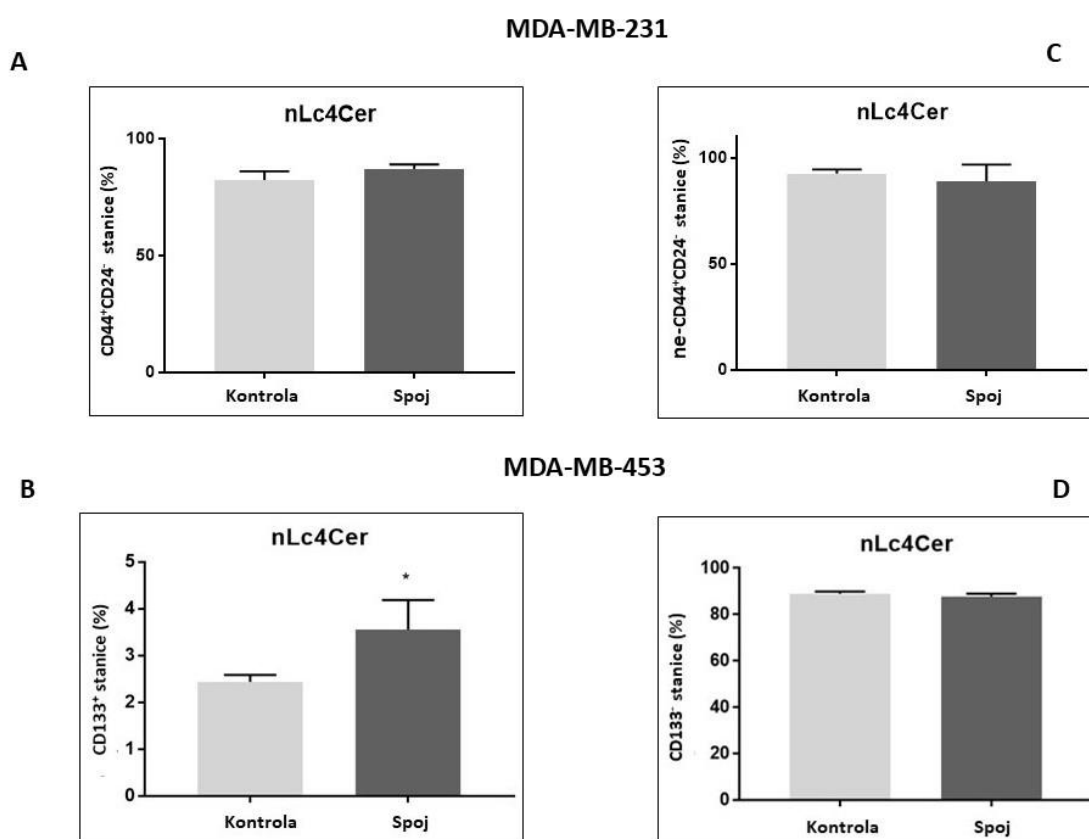 MDA-MB-231
A
nLc4Cer
CD44⁺CD24⁻ stanice (%)
100
50
0
Kontrola
Spoj
C
nLc4Cer
ne-CD44⁺CD24⁻ stanice (%)
100
50
0
Kontrola
Spoj
MDA-MB-453
B
nLc4Cer
CD133⁺ stanice (%)
5
4
3
2
1
0
*
Kontrola
Spoj
D
nLc4Cer
CD133⁻ stanice (%)
100
80
60
40
20
0
Kontrola
Spoj